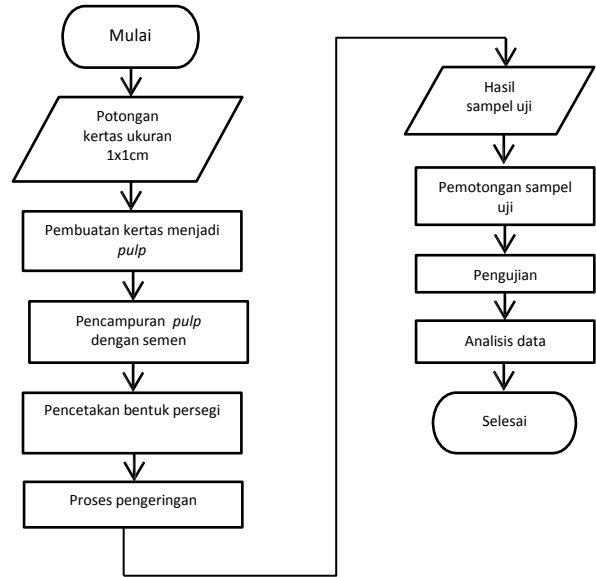 Mulai
Potongan
kertas ukuran
1x1cm
Pembuatan kertas menjadi
pulp
Pencampuran pulp
dengan semen
Pencetakan bentuk persegi
Proses pengeringan
Hasil
sampel uji
Pemotongan sampel
uji
Pengujian
Analisis data
Selesai